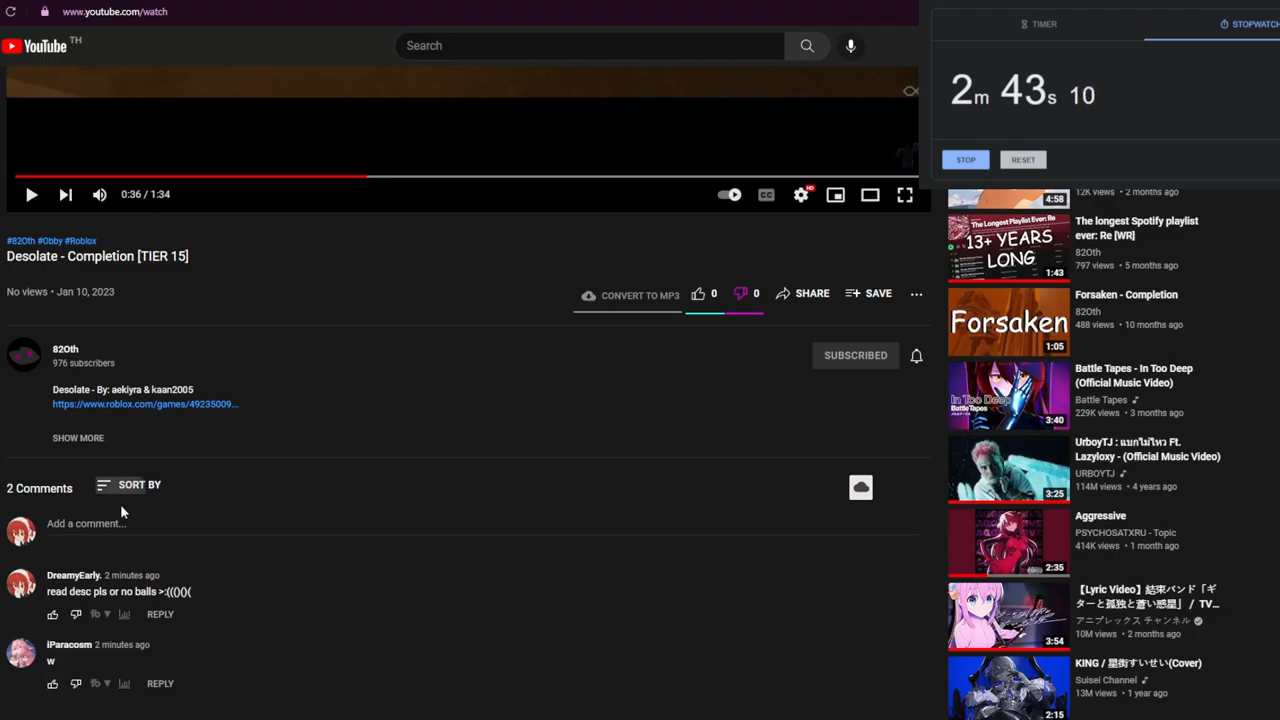 www.youtube.com/watch
YouTube TH
Search
TIMER
STOPWATCH
2m 43s 10
STOP
RESET
0:36 / 1:34
CC
HD
#82Oth #Obby #Roblox
Desolate - Completion [TIER 15]
No views • Jan 10, 2023
CONVERT TO MP3
0
0
SHARE
SAVE
82Oth
976 subscribers
SUBSCRIBED
Desolate - By: aekiyra & kaan2005
https://www.roblox.com/games/49235009...
SHOW MORE
2 Comments
SORT BY
Add a comment...
DreamyEarly. 2 minutes ago
read desc pls or no balls >:((()()(
REPLY
iParacosm 2 minutes ago
w
REPLY
12K views • 2 months ago
4:58
The longest Playlist Ever: Re
13+ YEARS
LONG
1:43
The longest Spotify playlist
ever: Re [WR]
82Oth
797 views • 5 months ago
Forsaken
1:05
Forsaken - Completion
82Oth
488 views • 10 months ago
In Too Deep
BATTLETAPES
3:40
Battle Tapes - In Too Deep
(Official Music Video)
Battle Tapes
229K views • 3 months ago
3:25
UrboyTJ : แบกไม่ไหว Ft.
Lazyloxy - (Official Music Video)
URBOYTJ
114M views • 4 years ago
2:35
Aggressive
PSYCHOSATXRU - Topic
414K views • 1 month ago
3:54
【Lyric Video】結束バンド「ギ
ターと孤独と蒼い惑星」 / TV...
アニプレックス チャンネル
10M views • 2 months ago
2:15
KING / 星街すいせい(Cover)
Suisei Channel
13M views • 1 year ago